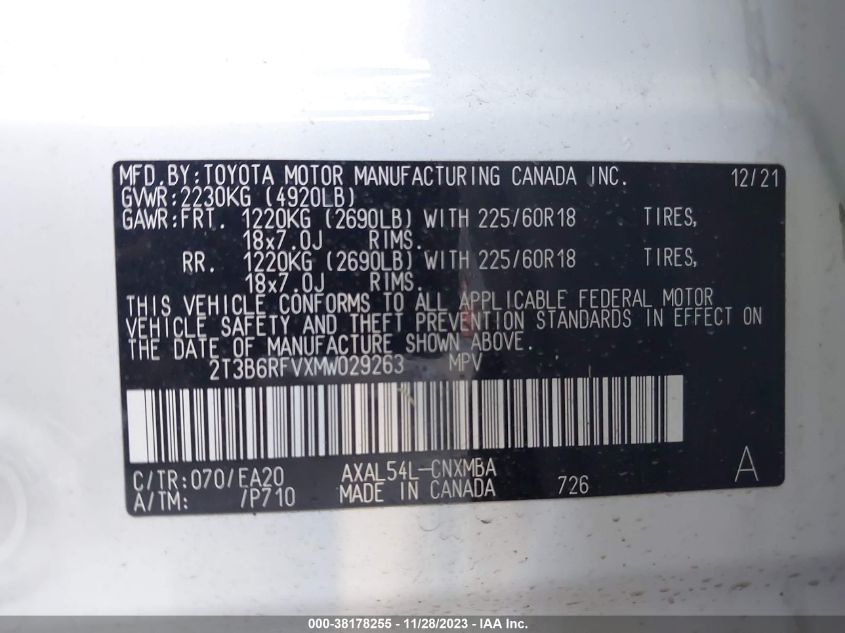 MFD.BY:TOYOTA MOTOR MANUFACTURING CANADA INC. 12/21
GVWR:2230KG (4920LB)
GAWR:FRT. 1220KG (2690LB) WITH 225/60R18 TIRES,
18x7.0J RIMS.
RR. 1220KG (2690LB) WITH 225/60R18 TIRES,
18x7.0J RIMS.
THIS VEHICLE CONFORMS TO ALL APPLICABLE FEDERAL MOTOR
VEHICLE SAFETY AND THEFT PREVENTION STANDARDS IN EFFECT ON
THE DATE OF MANUFACTURE SHOWN ABOVE.
2T3B6RFVXMW029263 MPV
C/TR:070/EA20 AXAL54L-CNXMBA A
A/TM: /P710 MADE IN CANADA 726
000-38178255 - 11/28/2023 - IAA Inc.